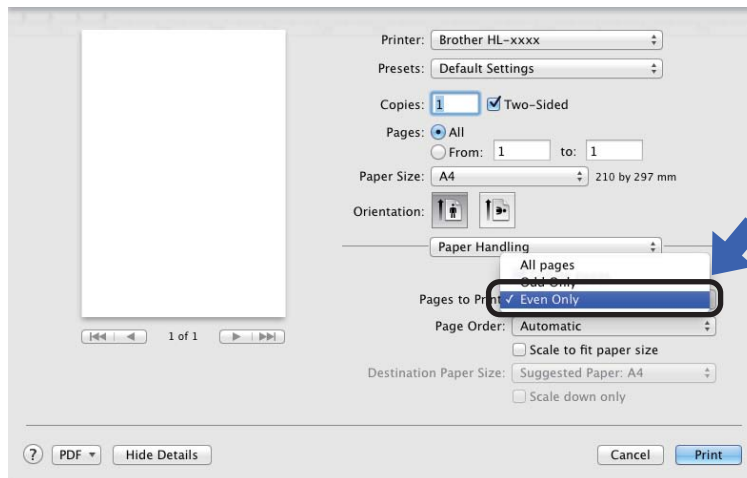 Printer: Brother HL-xxxx
Presets: Default Settings
Copies: 1 Two-Sided
Pages: All
From: 1 to: 1
Paper Size: A4 210 by 297 mm
Orientation:
Paper Handling
All pages
Odd Only
Pages to Print ✓ Even Only
Page Order: Automatic
1 of 1
Scale to fit paper size
Destination Paper Size: Suggested Paper: A4
Scale down only
? PDF Hide Details Cancel Print